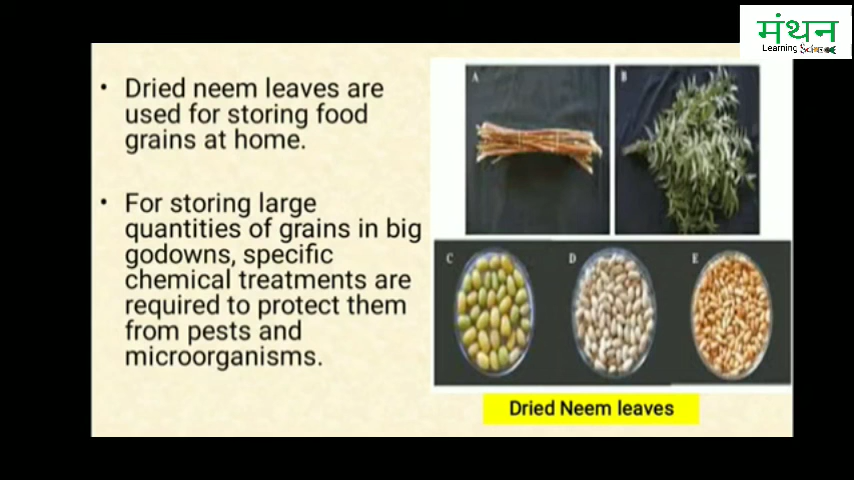 मंथन
Learning Science
• Dried neem leaves are
used for storing food
grains at home.
• For storing large
quantities of grains in big
godowns, specific
chemical treatments are
required to protect them
from pests and
microorganisms.
A
B
C
D
E
Dried Neem leaves